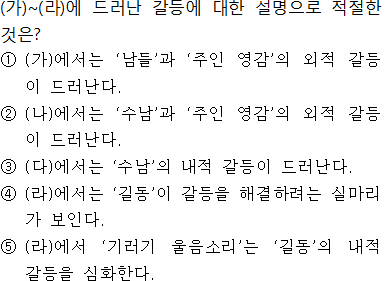 (가)~(라)에 드러난 갈등에 대한 설명으로 적절한
것은?
① (가)에서는 ‘남들’과 ‘주인 영감’의 외적 갈등
이 드러난다.
② (나)에서는 ‘수남’과 ‘주인 영감’의 외적 갈등
이 드러난다.
③ (다)에서는 ‘수남’의 내적 갈등이 드러난다.
④ (라)에서는 ‘길동’이 갈등을 해결하려는 실마리
가 보인다.
⑤ (라)에서 ‘기러기 울음소리’는 ‘길동’의 내적
갈등을 심화한다.